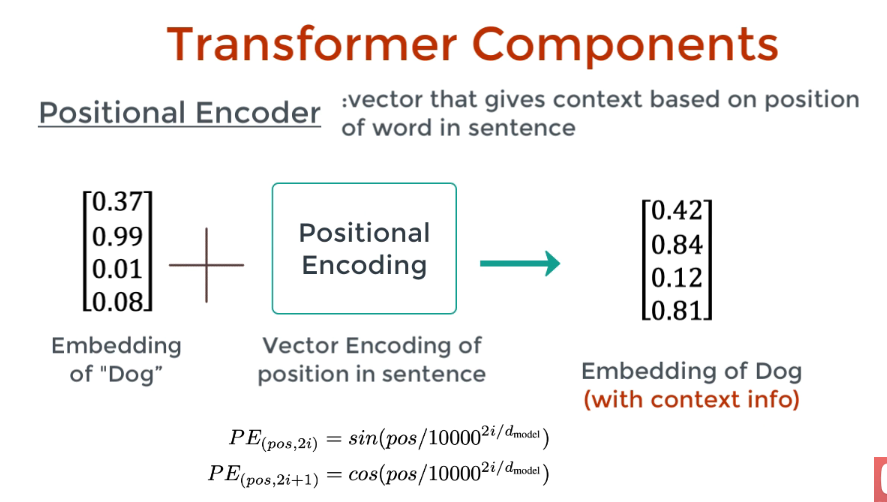 Transformer Components
Positional Encoder
:vector that gives context based on position
of word in sentence
[0.37]
0.99
0.01
[0.08]
Embedding
of "Dog”
+
Positional
Encoding
Vector Encoding of
position in sentence
[0.42]
0.84
0.12
[0.81]
Embedding of Dog
(with context info)
PE(pos,2i) = sin(pos/10000^2i/d_model)
PE(pos,2i+1) = cos(pos/10000^2i/d_model)